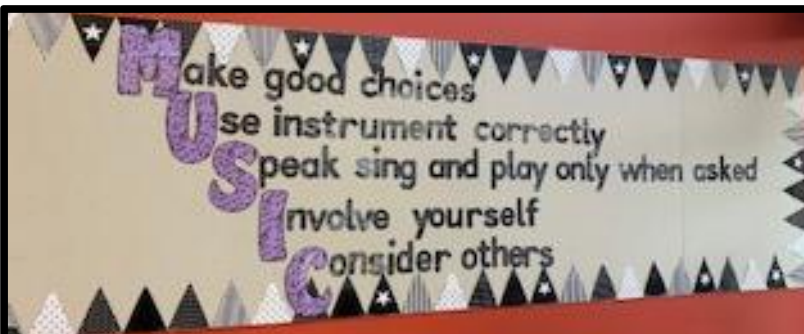 Make good choices
Use instrument correctly
Speak sing and play only when asked
Involve yourself
Consider others